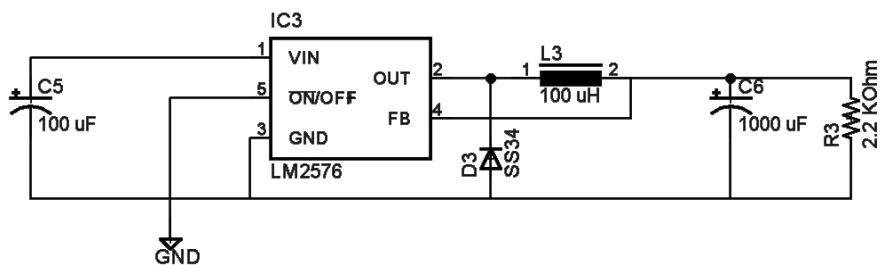 IC3
1
VIN
L3
C5
OUT
2
1
2
C6
5
ON/OFF
100 uH
100 uF
FB
4
1000 uF
3
GND
R3
2.2 KOhm
LM2576
D3
SS34
GND